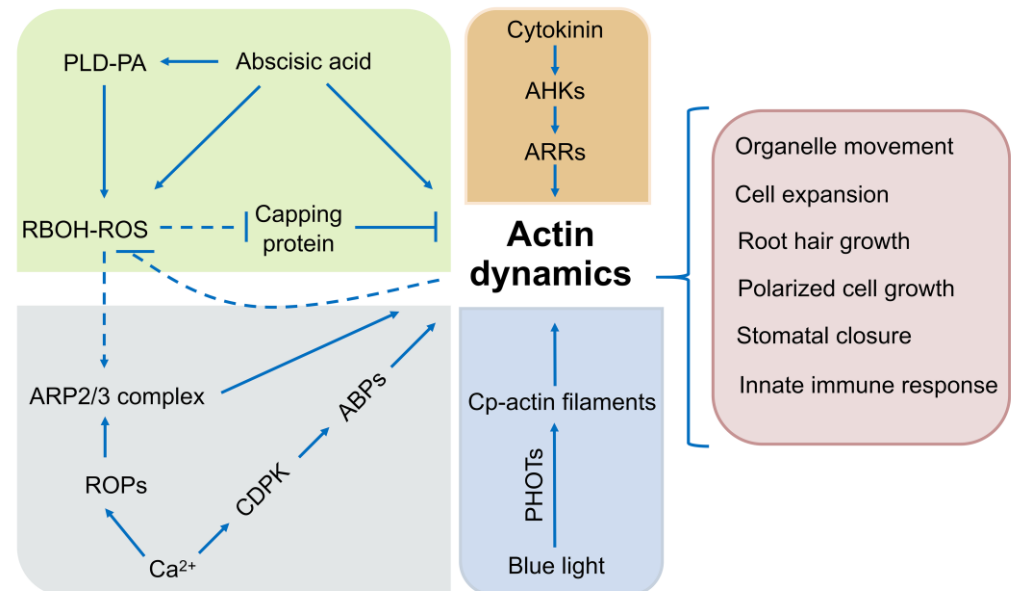 PLD-PA
Abscisic acid
RBOH-ROS
Capping
protein
Cytokinin
AHKs
ARRs
Actin
dynamics
ARP2/3 complex
ROPs
Ca²⁺
CDPK
ABPs
Cp-actin filaments
PHOTs
Blue light
Organelle movement
Cell expansion
Root hair growth
Polarized cell growth
Stomatal closure
Innate immune response